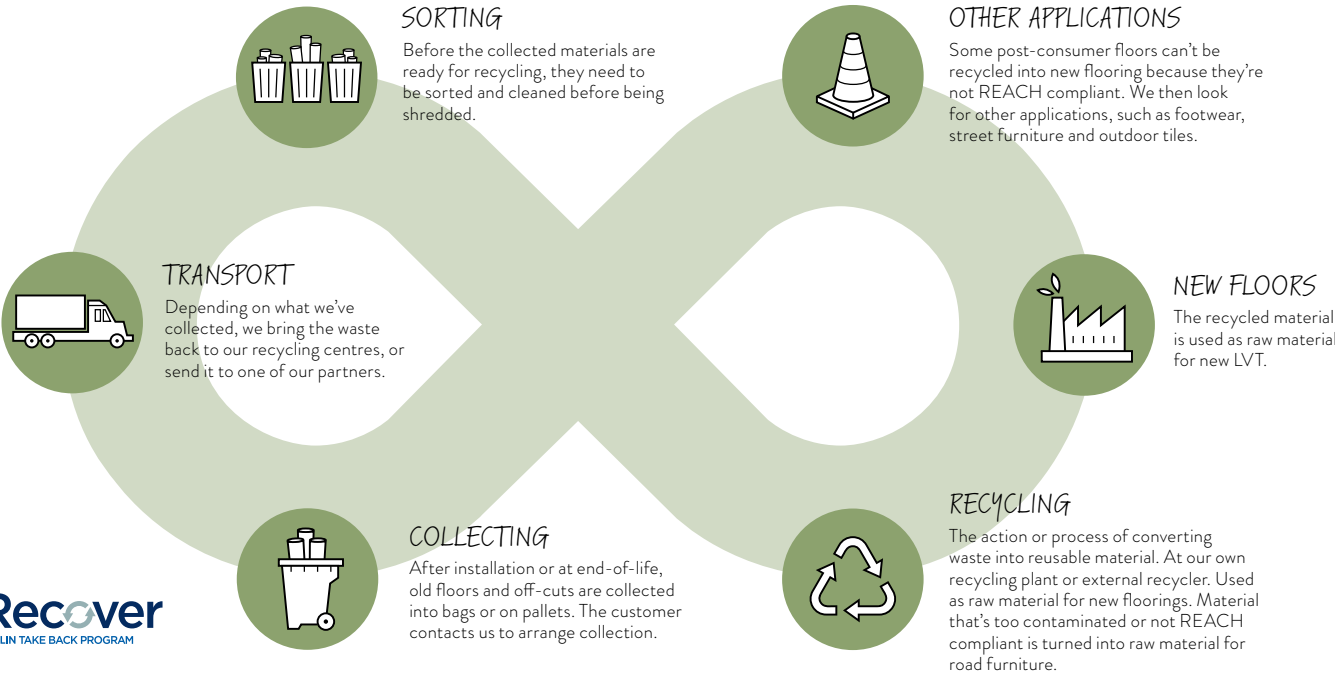 SORTING
Before the collected materials are
ready for recycling, they need to
be sorted and cleaned before being
shredded.
OTHER APPLICATIONS
Some post-consumer floors can't be
recycled into new flooring because they're
not REACH compliant. We then look
for other applications, such as footwear,
street furniture and outdoor tiles.
TRANSPORT
Depending on what we've
collected, we bring the waste
back to our recycling centres, or
send it to one of our partners.
NEW FLOORS
The recycled material
is used as raw material
for new LVT.
COLLECTING
After installation or at end-of-life,
old floors and off-cuts are collected
into bags or on pallets. The customer
contacts us to arrange collection.
RECYCLING
The action or process of converting
waste into reusable material. At our own
recycling plant or external recycler. Used
as raw material for new floorings. Material
that's too contaminated or not REACH
compliant is turned into raw material for
road furniture.
Recover
TAKE BACK PROGRAM